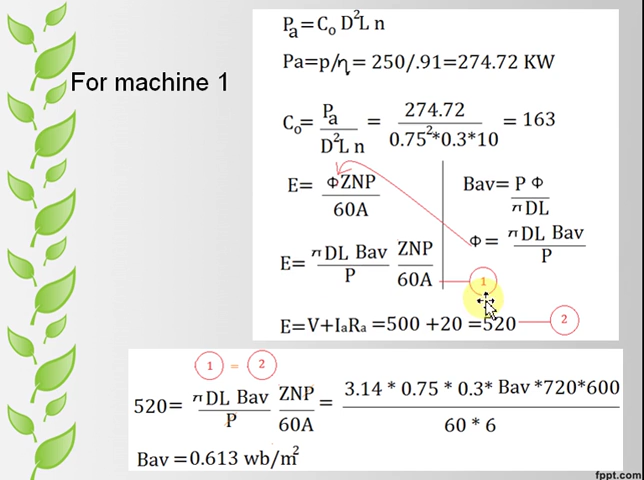 For machine 1
Pa=Co D²L n
Pa=p/η= 250/.91=274.72 KW
Co= Pa / D²L n = 274.72 / 0.75²*0.3*10 = 163
E= ΦZNP / 60A
Bav= P Φ / πDL
Φ= πDL Bav / P
E= πDL Bav / P ZNP / 60A 1
E=V+IaRa =500 +20 =520 2
1 = 2
520= πDL Bav / P ZNP / 60A = 3.14 * 0.75 * 0.3* Bav *720*600 / 60 * 6
Bav =0.613 wb/m²
fppt.com